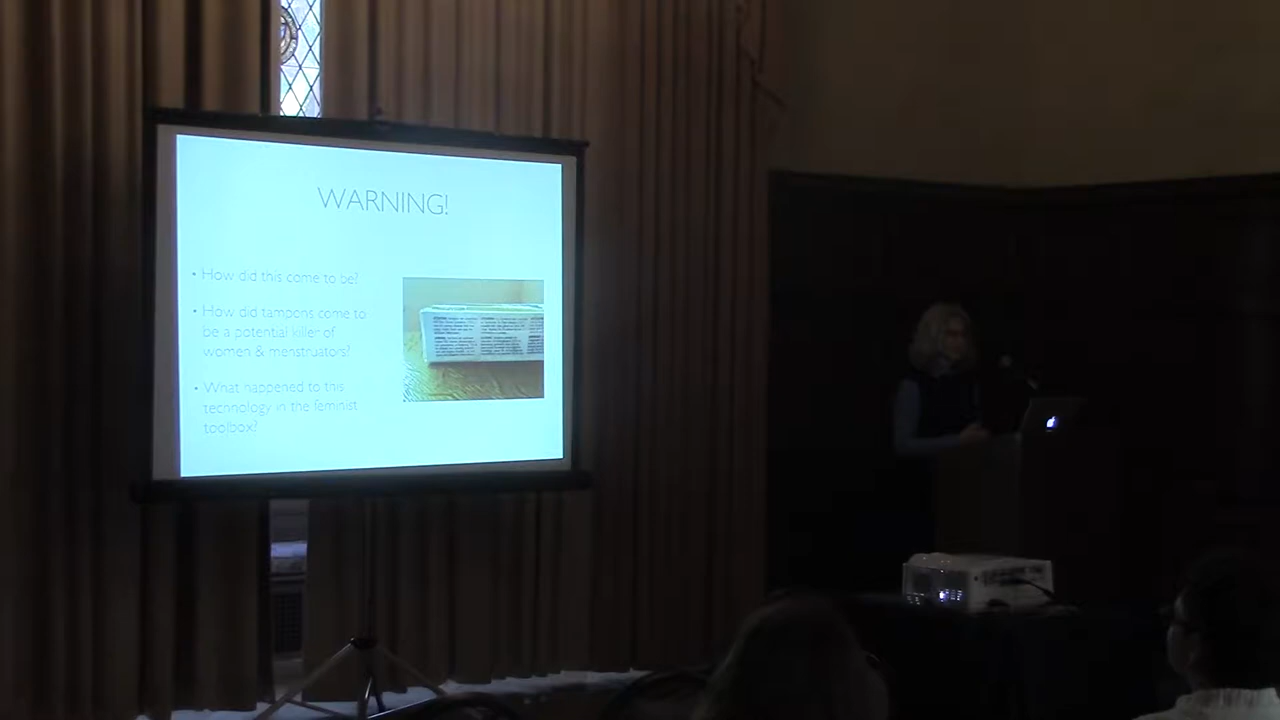 WARNING!
• How did this come to be?
• How did tampons come to
be a potential killer of
women & menstruators?
• What happened to this
technology in the feminist
toolbox?